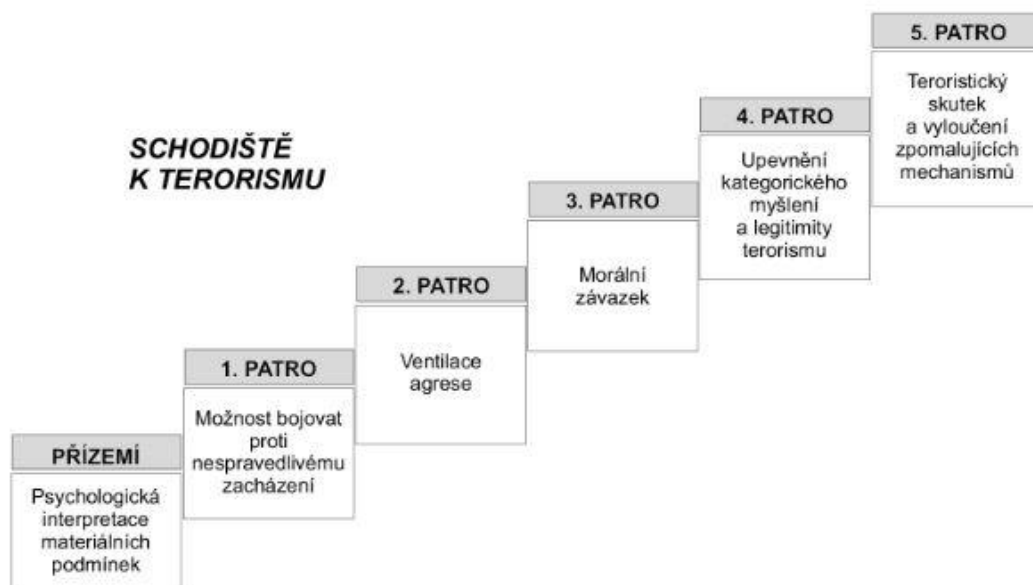 SCHODIŠTĚ
K TERORISMU
PŘÍZEMÍ
Psychologická
interpretace
materiálních
podmínek
1. PATRO
Možnost bojovat
proti
nespravedlivému
zacházení
2. PATRO
Ventilace
agrese
3. PATRO
Morální
závazek
4. PATRO
Upevnění
kategorického
myšlení
a legitimity
terorismu
5. PATRO
Teroristický
skutek
a vyloučení
zpomalujících
mechanismů